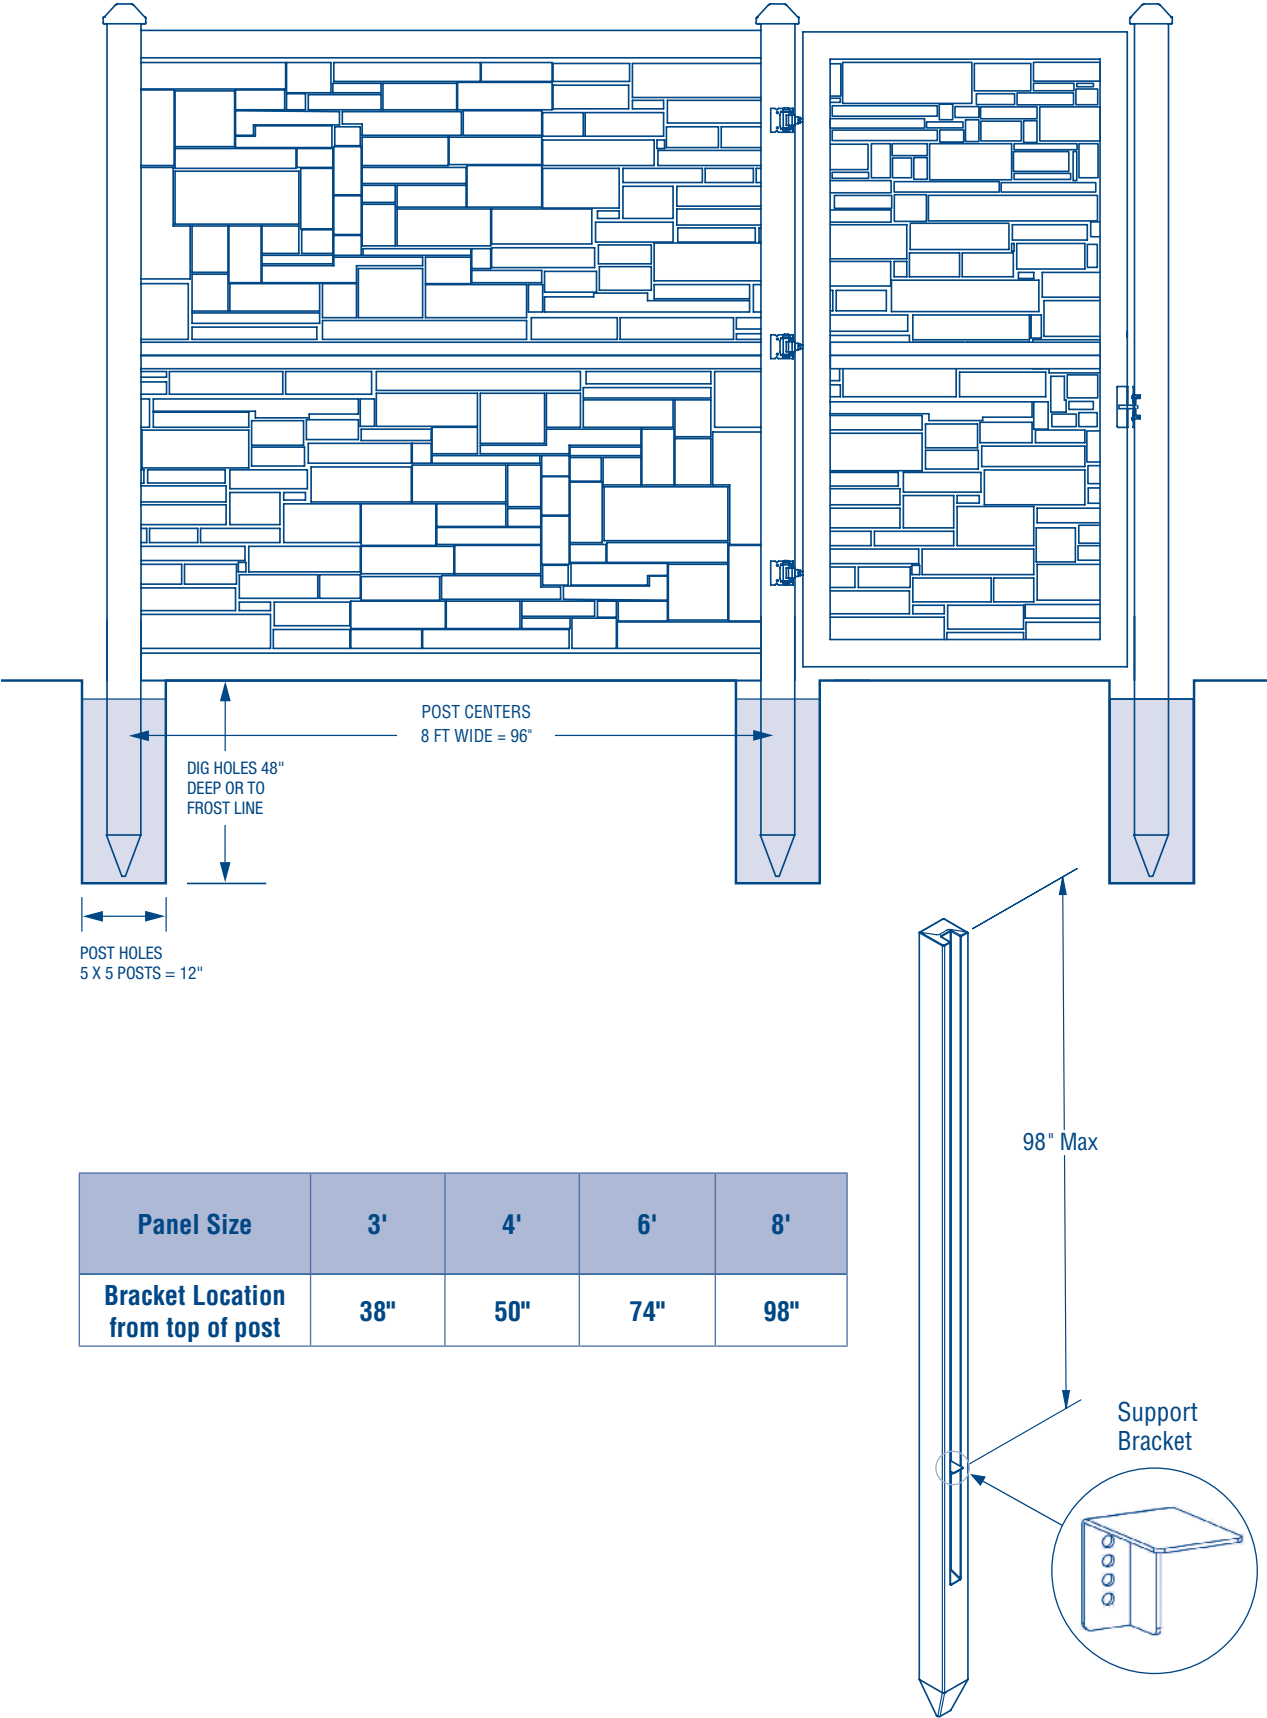 POST CENTERS
8 FT WIDE = 96"
DIG HOLES 48"
DEEP OR TO
FROST LINE
POST HOLES
5 X 5 POSTS = 12"
98" Max
Panel Size 3' 4' 6' 8'
Bracket Location
from top of post 38" 50" 74" 98"
Support
Bracket